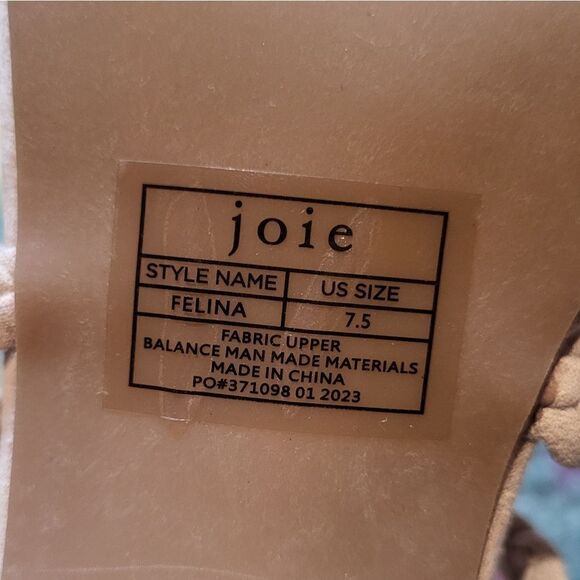 joie
STYLE NAME US SIZE
FELINA 7.5
FABRIC UPPER
BALANCE MAN MADE MATERIALS
MADE IN CHINA
PO#371098 01 2023